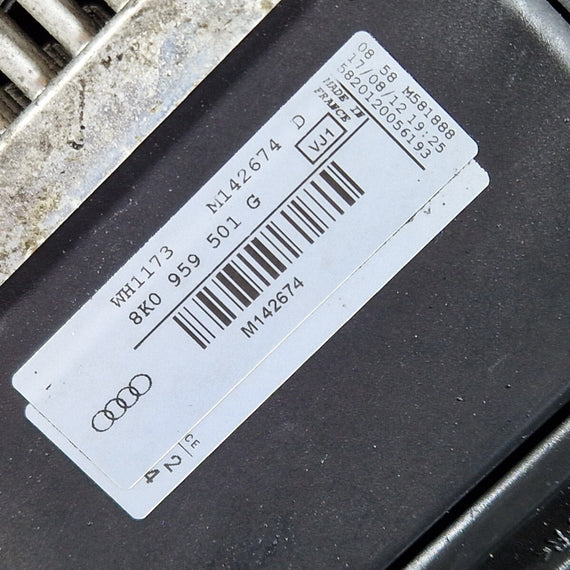 08 58 M581888
17/08/12 19:25
5820120056193
MADE IN
FRANCE
WH1173 M142674 D
VJ1
8K0 959 501 G
M142674
CE
2 4